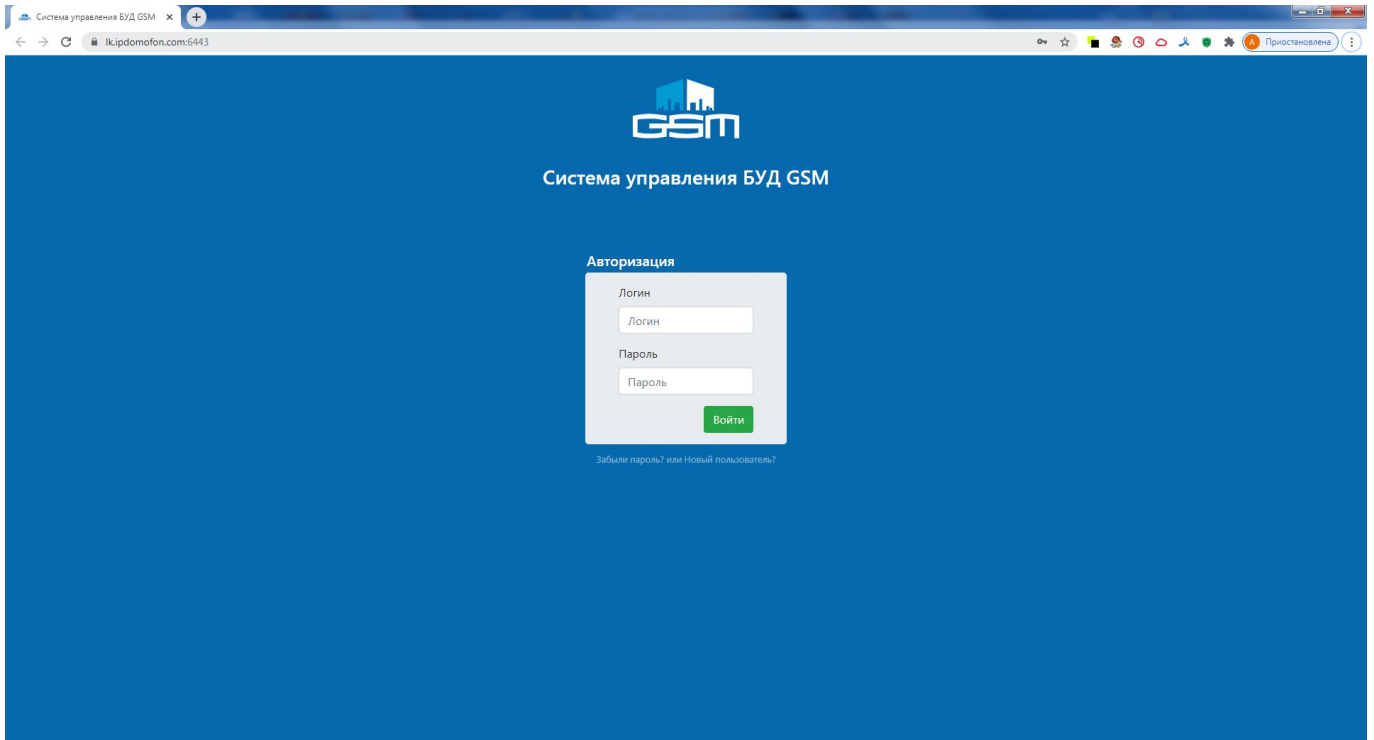 Система управления БУД GSM
lk.ipdomofon.com:6443
А
Приостановлена
GSM
Система управления БУД GSM
Авторизация
Логин
Логин
Пароль
Пароль
Войти
Забыли пароль? или Новый пользователь?